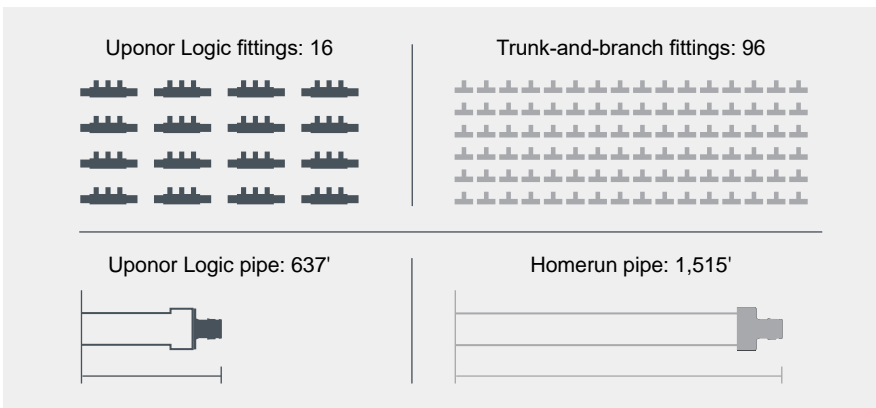 Uponor Logic fittings: 16
Trunk-and-branch fittings: 96
Uponor Logic pipe: 637'
Homerun pipe: 1,515'